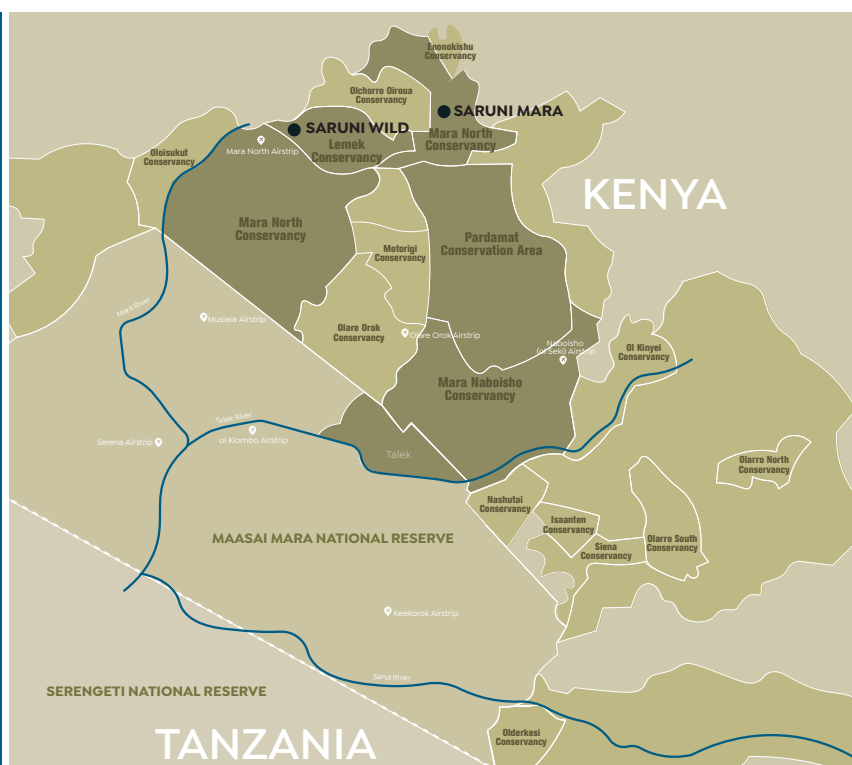 Enonokishu
Conservancy
Olchorro Oiroua
Conservancy
SARUNI MARA
SARUNI WILD
Mara North
Conservancy
Lemek
Conservancy
Mara North Airstrip
Oloisukut
Conservancy
KENYA
Mara North
Conservancy
Pardamat
Conservation Area
Motorigi
Conservancy
Mara River
Musiara Airstrip
Olare Orok
Conservancy
Olare Orok Airstrip
Naboisho
(ol Seki) Airstrip
Ol Kinyei
Conservancy
Mara Naboisho
Conservancy
Talek River
ol Kiombo Airstrip
Serena Airstrip
Talek
Olarro North
Conservancy
Nashutai
Conservancy
Isaanten
Conservancy
Siena
Conservancy
Olarro South
Conservancy
MAASAI MARA NATIONAL RESERVE
Keekorok Airstrip
Sand River
SERENGETI NATIONAL RESERVE
TANZANIA
Olderkesi
Conservancy